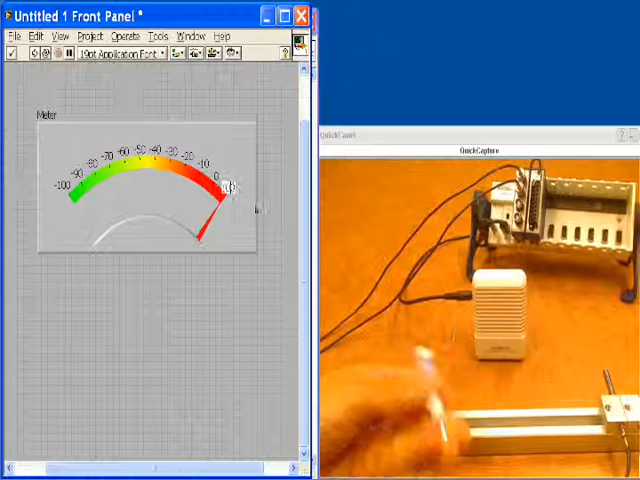 Untitled 1 Front Panel *
File Edit View Project Operate Tools Window Help
19pt Application Font
Meter
-100 -90 -80 -70 -60 -50 -40 -30 -20 -10 0
QuickCam
QuickCapture